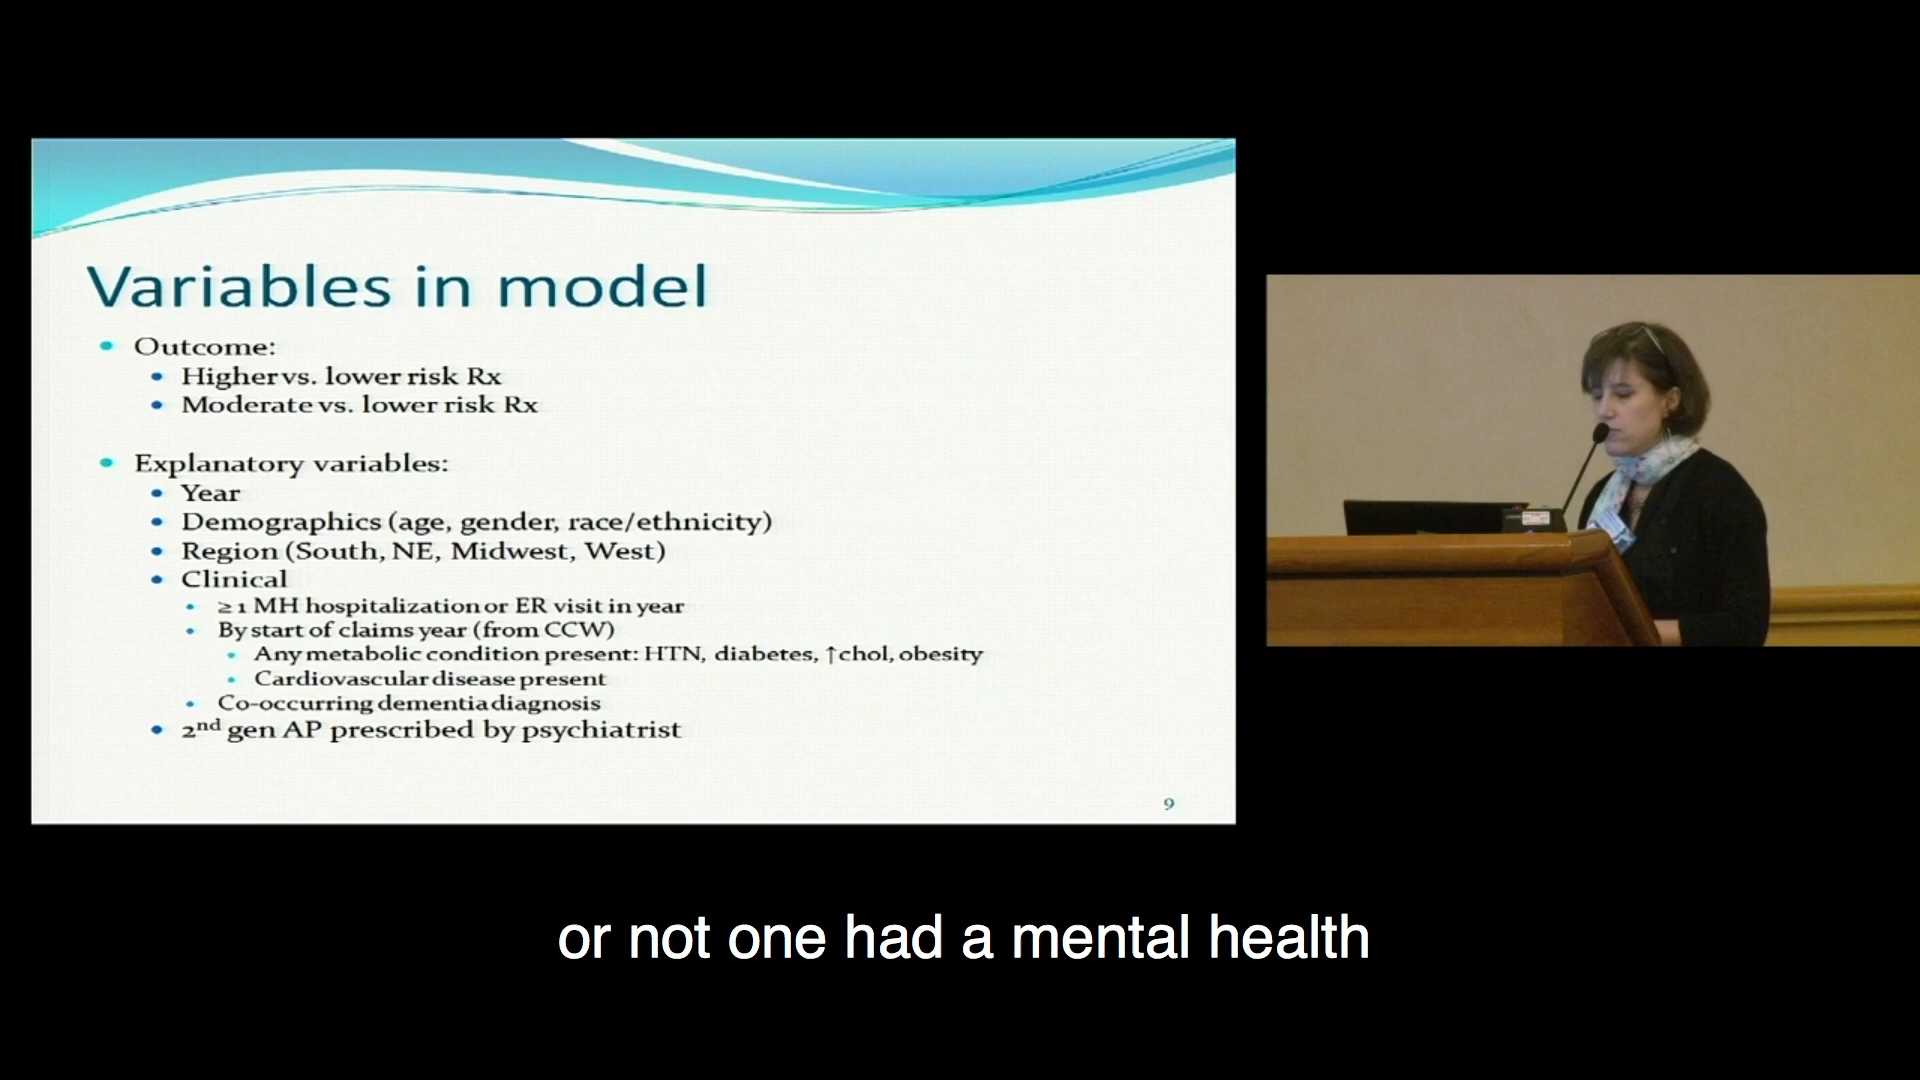 Variables in model
• Outcome:
• Higher vs. lower risk Rx
• Moderate vs. lower risk Rx
• Explanatory variables:
• Year
• Demographics (age, gender, race/ethnicity)
• Region (South, NE, Midwest, West)
• Clinical
• ≥ 1 MH hospitalization or ER visit in year
• By start of claims year (from CCW)
• Any metabolic condition present: HTN, diabetes, ↑chol, obesity
• Cardiovascular disease present
• Co-occurring dementia diagnosis
• 2nd gen AP prescribed by psychiatrist
9
or not one had a mental health